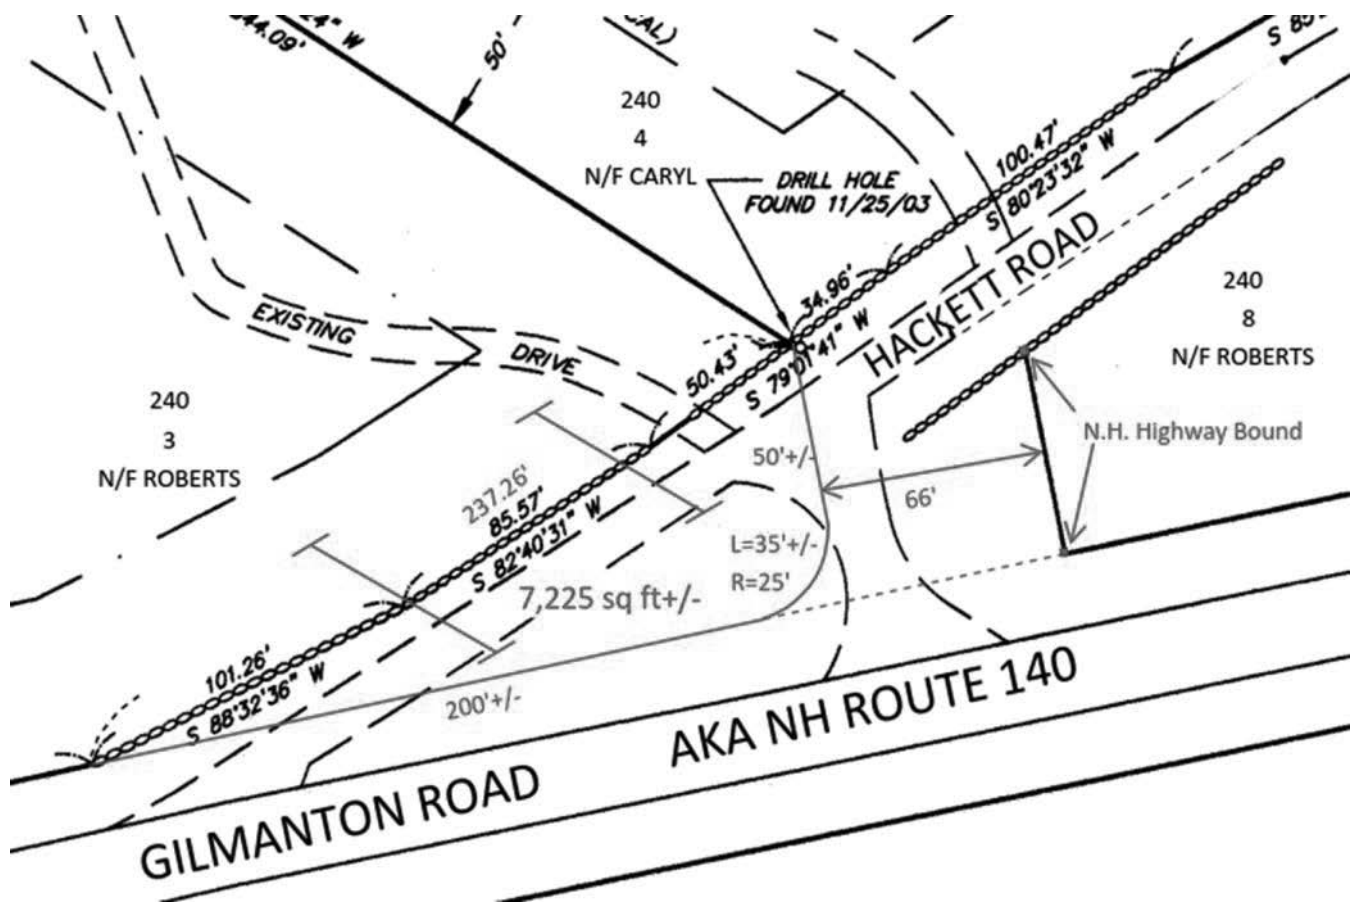 4" W
44.09'
50'
CAL)
240
4
N/F CARYL
DRILL HOLE
FOUND 11/25/03
100.47'
S 80°23'32" W
HACKETT ROAD
34.96'
S 79°01'41" W
240
8
N/F ROBERTS
EXISTING
DRIVE
50.43'
240
3
N/F ROBERTS
N.H. Highway Bound
50'+/-
66'
237.26'
85.57'
S 82°40'31" W
L=35'+/-
R=25'
7,225 sq ft+/-
101.26'
S 88°32'36" W
200'+/-
AKA NH ROUTE 140
GILMANTON ROAD